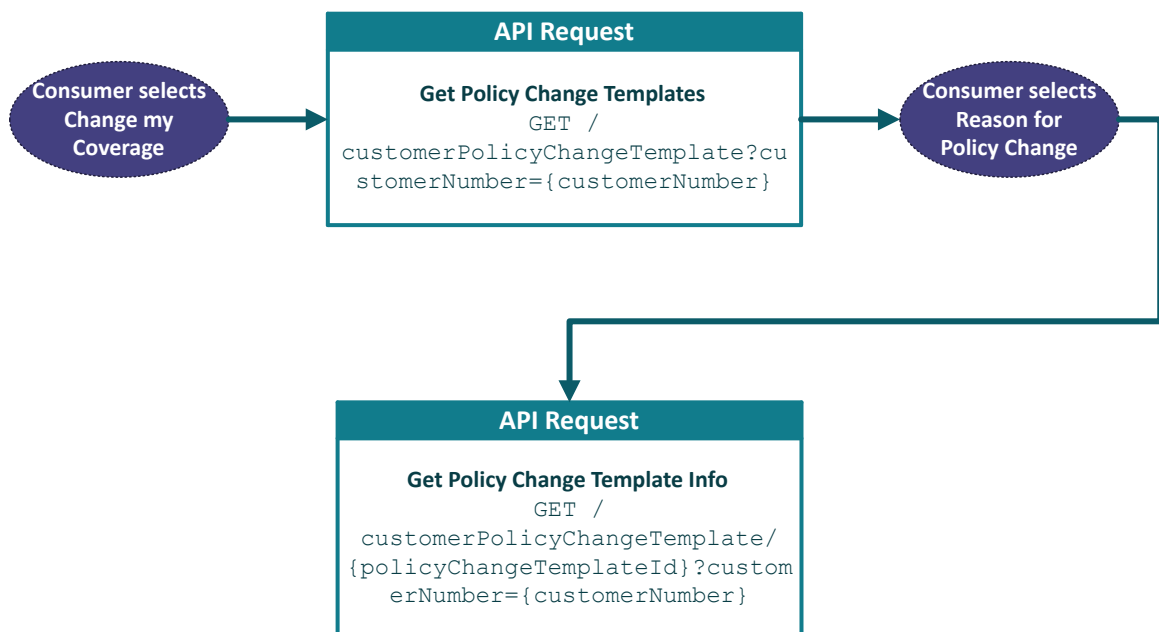 Consumer selects
Change my
Coverage
API Request
Get Policy Change Templates
GET /
customerPolicyChangeTemplate?cu
stomerNumber={customerNumber}
Consumer selects
Reason for
Policy Change
API Request
Get Policy Change Template Info
GET /
customerPolicyChangeTemplate/
{policyChangeTemplateId}?custom
erNumber={customerNumber}